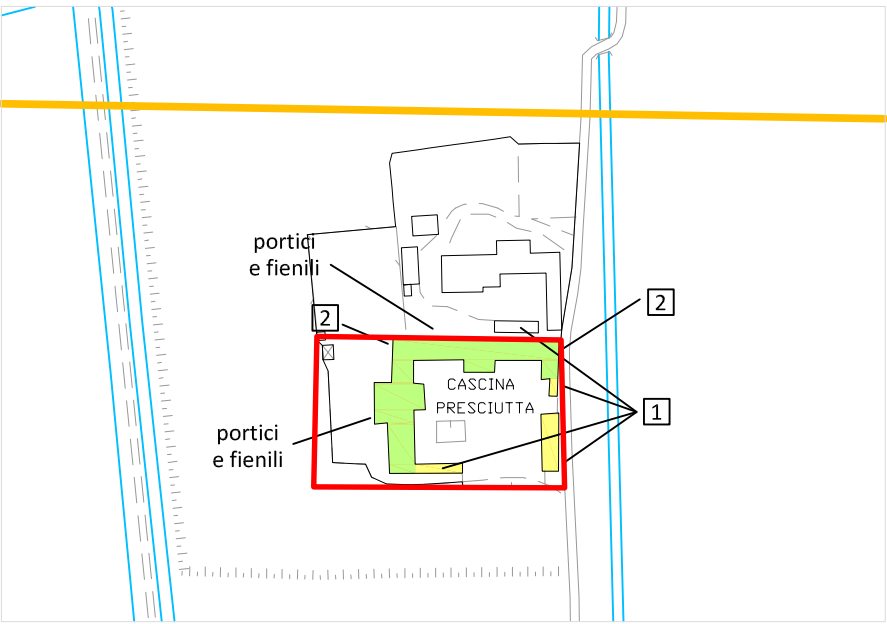 portici
e fienili
2
2
CASCINA
PRESCIUTTA
1
portici
e fienili